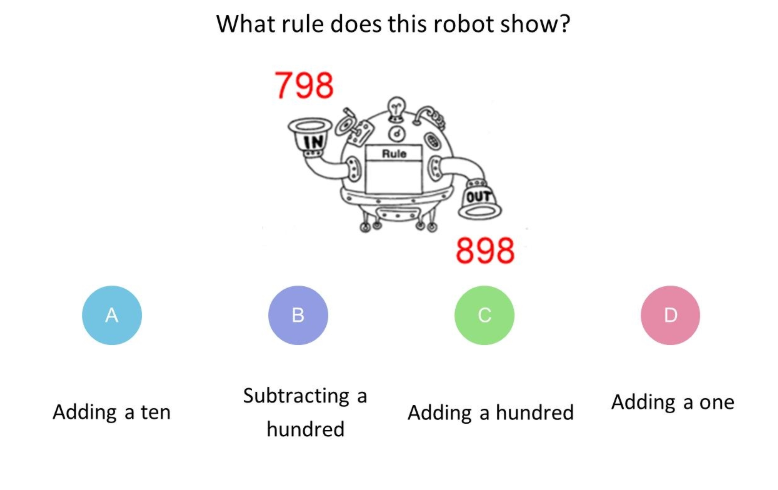 What rule does this robot show?
798
IN
Rule
OUT
898
A
B
C
D
Adding a ten
Subtracting a
hundred
Adding a hundred
Adding a one